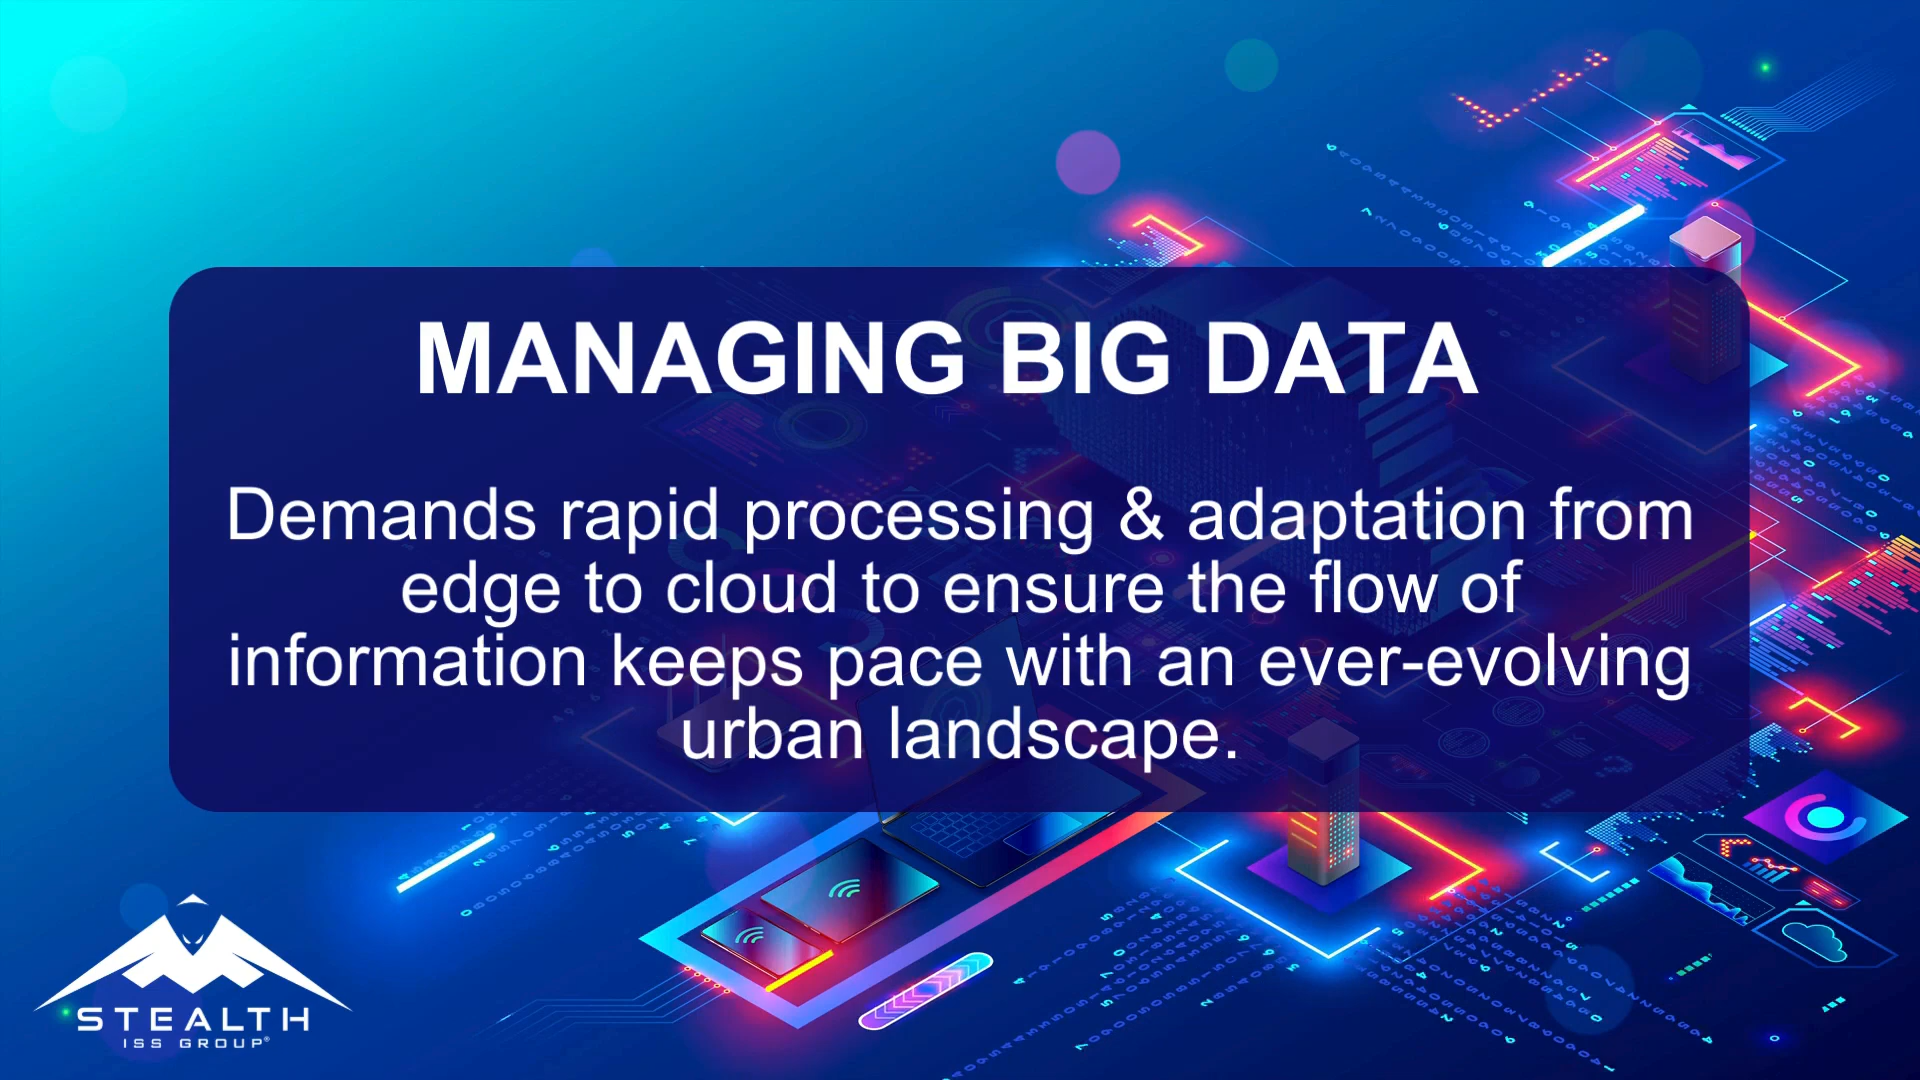 MANAGING BIG DATA
Demands rapid processing & adaptation from
edge to cloud to ensure the flow of
information keeps pace with an ever-evolving
urban landscape.
STEALTH
ISS GROUP®